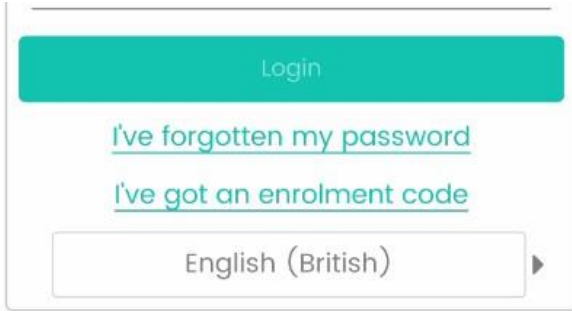 Login
I've forgotten my password
I've got an enrolment code
English (British)